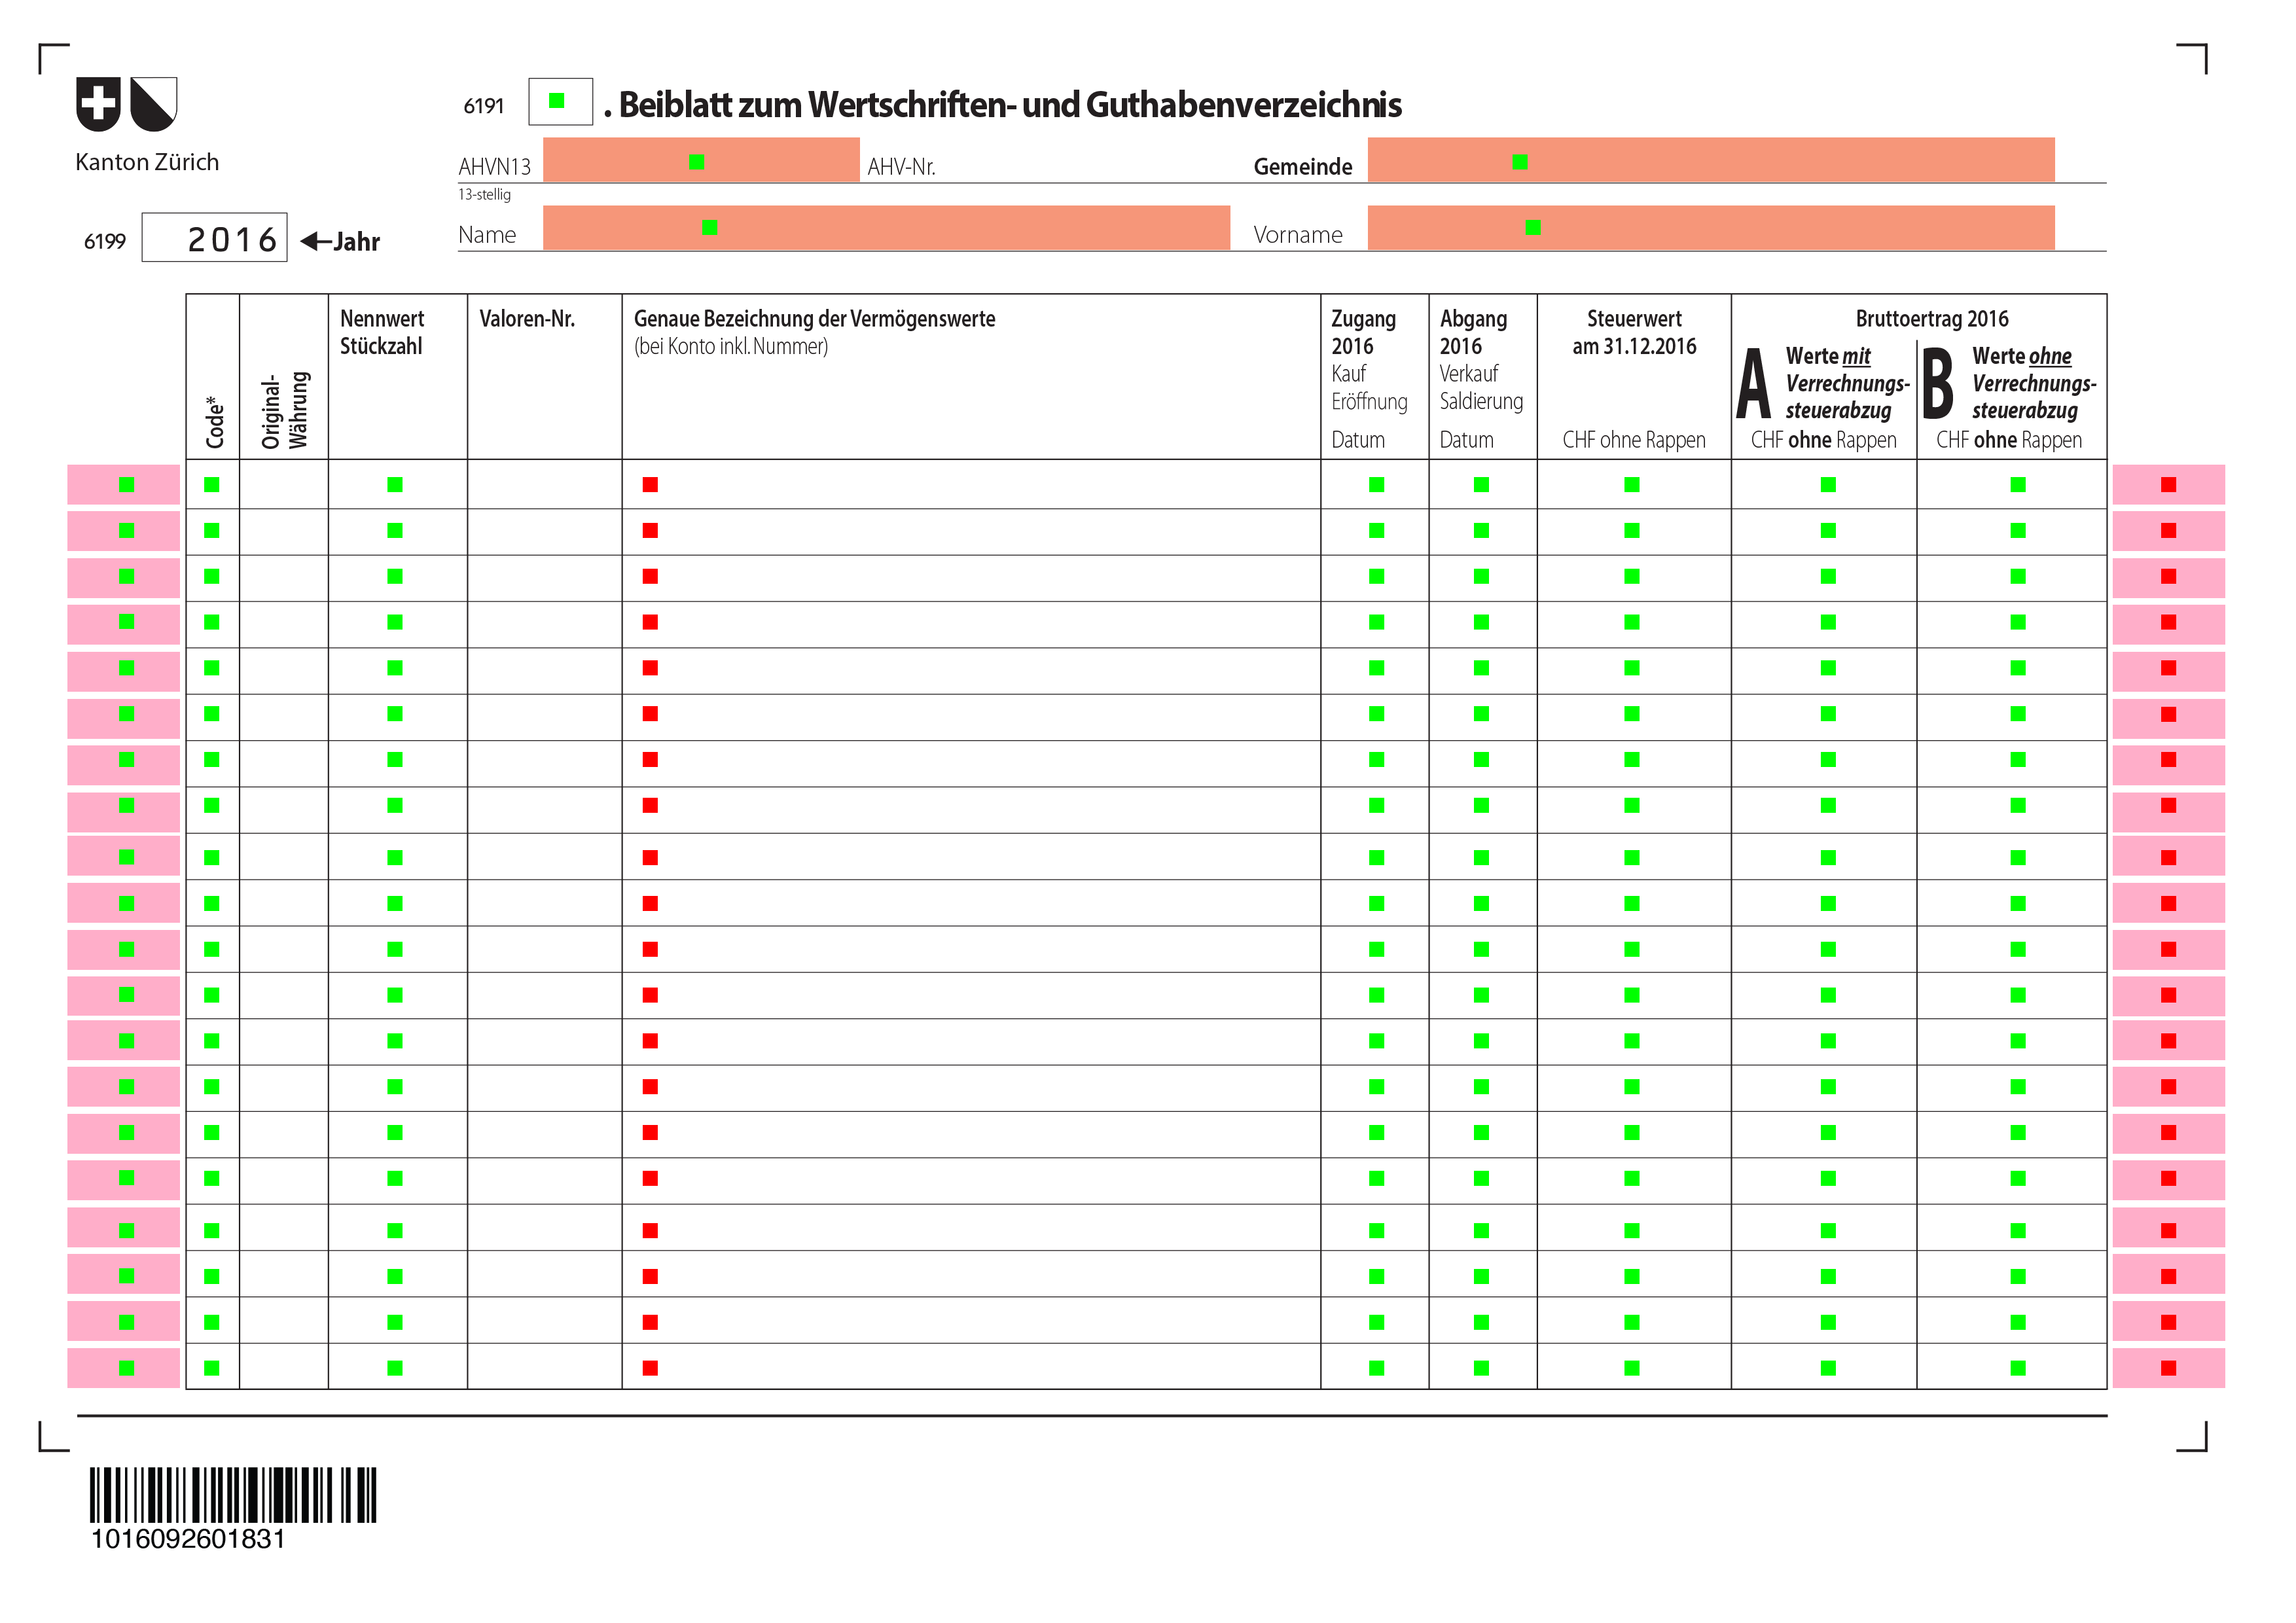 Kanton Zürich
6191 . Beiblatt zum Wertschriften- und Guthabenverzeichnis
AHVN13 AHV-Nr. Gemeinde
13-stellig
6199 2016 Jahr
Name Vorname
Code*
Original-
Währung
Nennwert
Stückzahl
Valoren-Nr.
Genaue Bezeichnung der Vermögenswerte
(bei Konto inkl. Nummer)
Zugang
2016
Kauf
Eröffnung
Datum
Abgang
2016
Verkauf
Saldierung
Datum
Steuerwert
am 31.12.2016
CHF ohne Rappen
Bruttoertrag 2016
A Werte mit
Verrechnungs-
steuerabzug
CHF ohne Rappen
B Werte ohne
Verrechnungs-
steuerabzug
CHF ohne Rappen
1016092601831